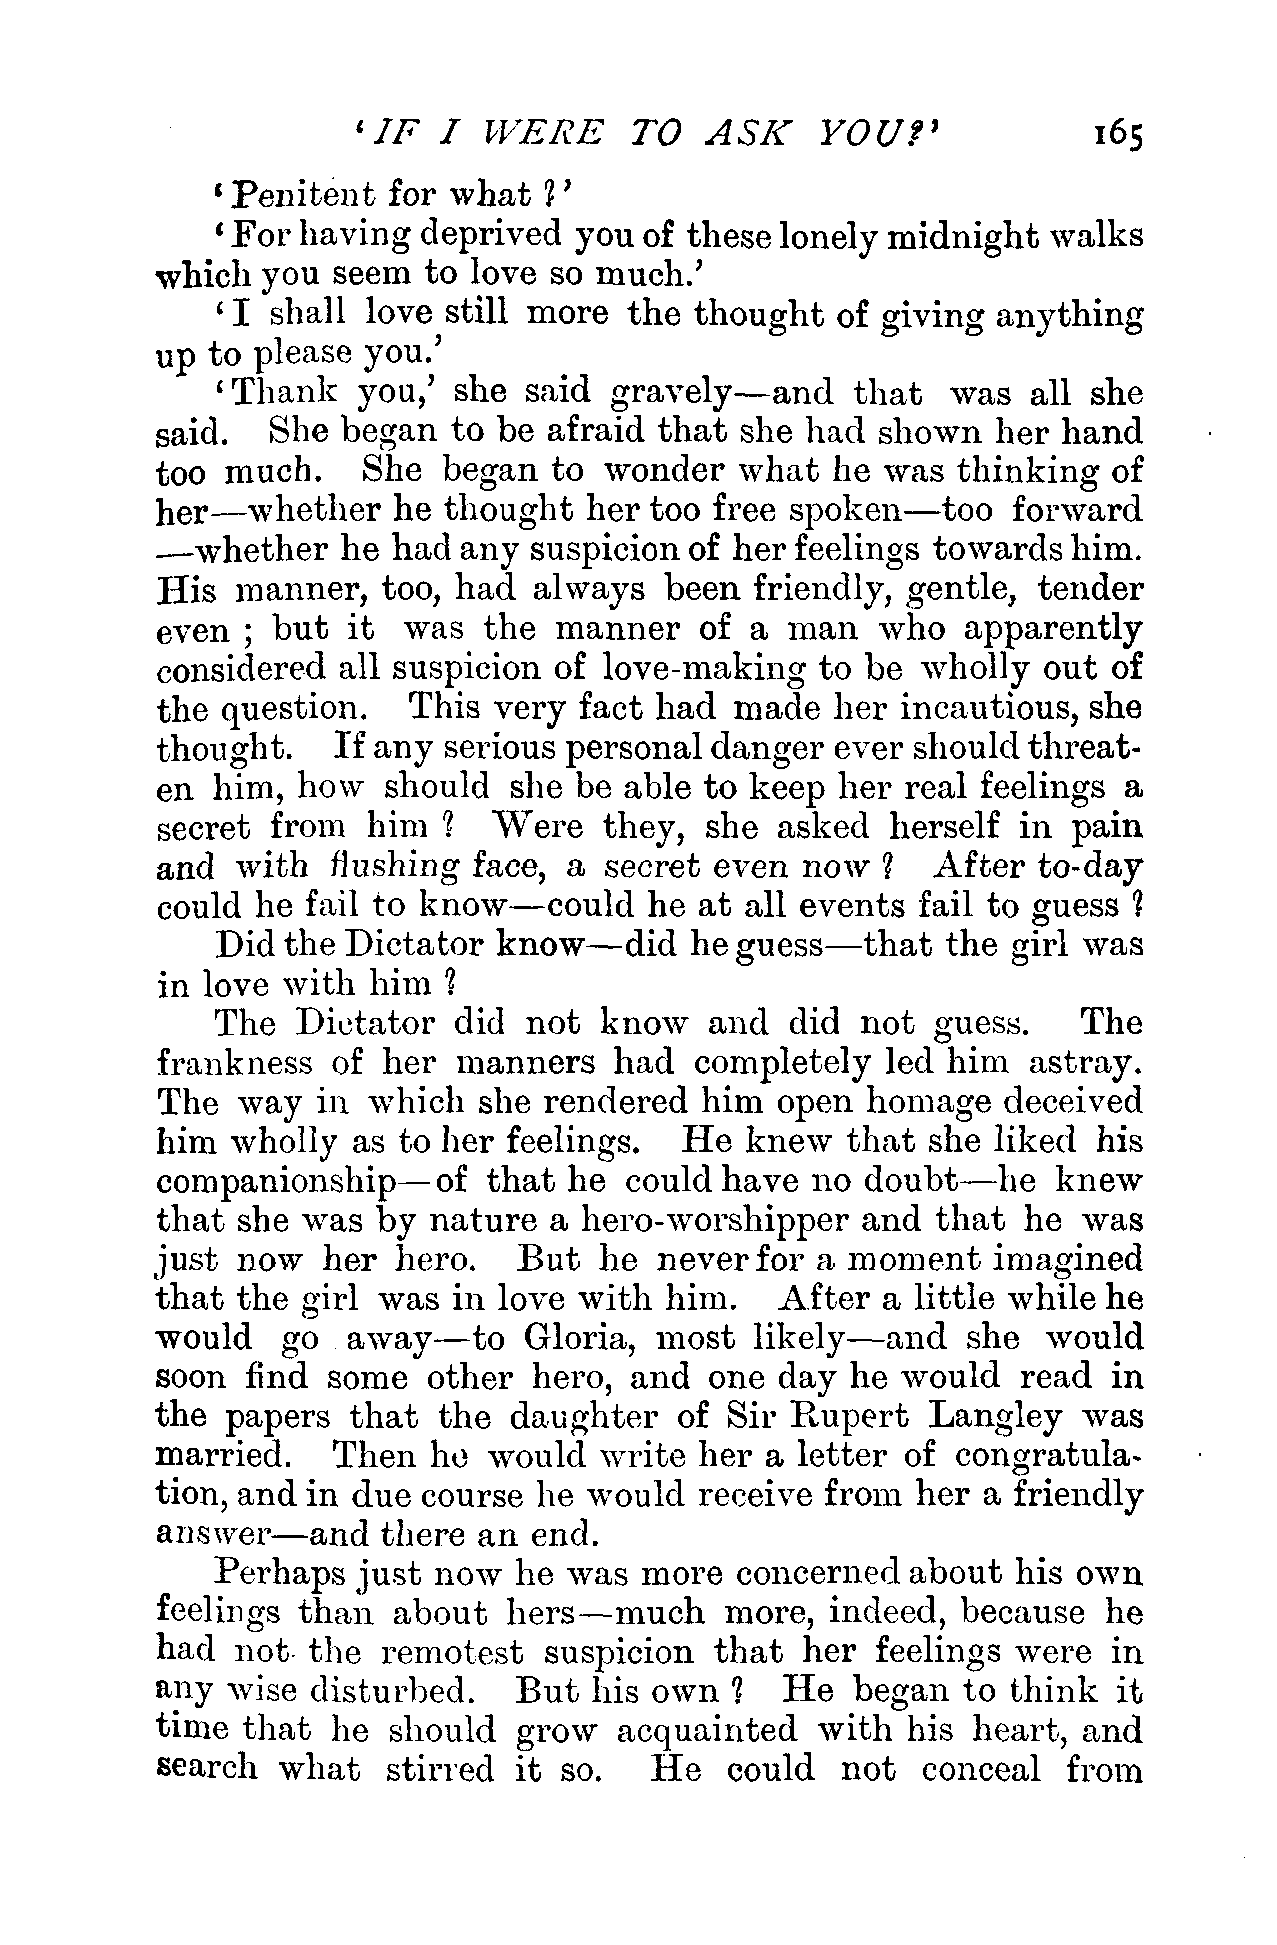 ‘IF I WERE TO ASK YOU?’ 165
‘Penitent for what?’
‘For having deprived you of these lonely midnight walks
which you seem to love so much.’
‘I shall love still more the thought of giving anything
up to please you.’
‘Thank you,’ she said gravely—and that was all she
said. She began to be afraid that she had shown her hand
too much. She began to wonder what he was thinking of
her—whether he thought her too free spoken—too forward
—whether he had any suspicion of her feelings towards him.
His manner, too, had always been friendly, gentle, tender
even ; but it was the manner of a man who apparently
considered all suspicion of love-making to be wholly out of
the question. This very fact had made her incautious, she
thought. If any serious personal danger ever should threat-
en him, how should she be able to keep her real feelings a
secret from him ? Were they, she asked herself in pain
and with flushing face, a secret even now ? After to-day
could he fail to know—could he at all events fail to guess ?
Did the Dictator know—did he guess—that the girl was
in love with him ?
The Dictator did not know and did not guess. The
frankness of her manners had completely led him astray.
The way in which she rendered him open homage deceived
him wholly as to her feelings. He knew that she liked his
companionship—of that he could have no doubt—he knew
that she was by nature a hero-worshipper and that he was
just now her hero. But he never for a moment imagined
that the girl was in love with him. After a little while he
would go away—to Gloria, most likely—and she would
soon find some other hero, and one day he would read in
the papers that the daughter of Sir Rupert Langley was
married. Then he would write her a letter of congratula-
tion, and in due course he would receive from her a friendly
answer—and there an end.
Perhaps just now he was more concerned about his own
feelings than about hers—much more, indeed, because he
had not the remotest suspicion that her feelings were in
any wise disturbed. But his own ? He began to think it
time that he should grow acquainted with his heart, and
search what stirred it so. He could not conceal from